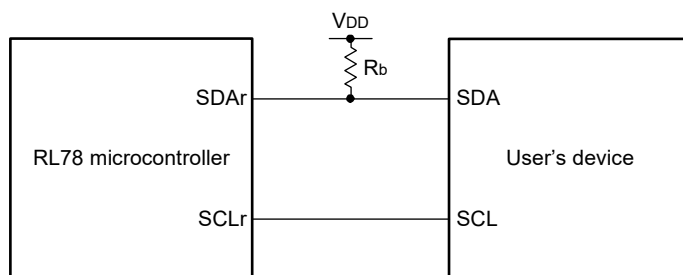 VDD
Rb
SDAr
SDA
RL78 microcontroller
User's device
SCLr
SCL